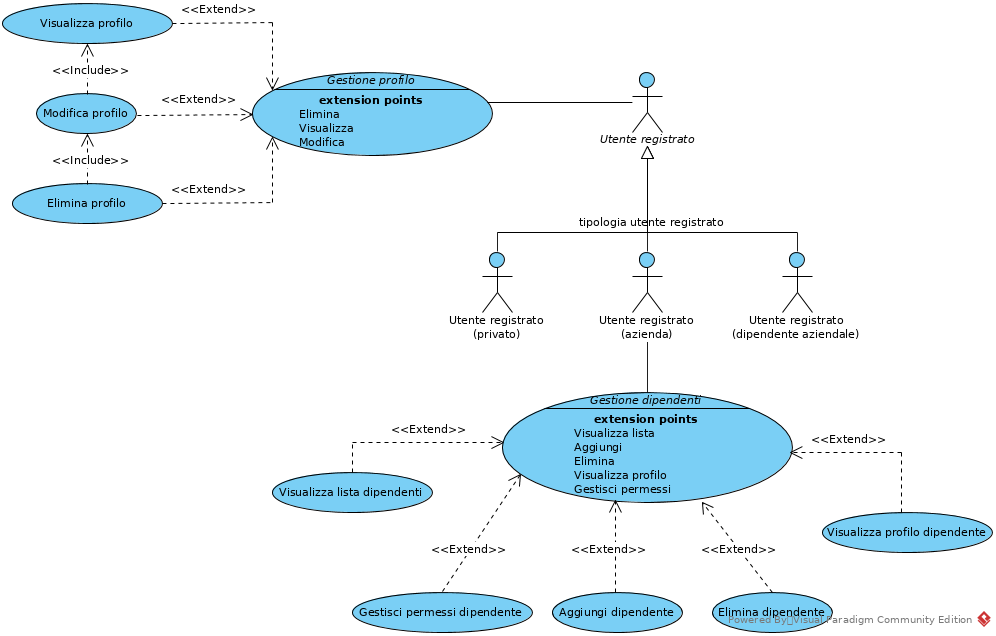 <<Extend>>
Visualizza profilo
<<Include>>
Gestione profilo
extension points
Elimina
Visualizza
Modifica
<<Extend>>
Modifica profilo
Utente registrato
<<Include>>
<<Extend>>
Elimina profilo
tipologia utente registrato
Utente registrato
(privato)
Utente registrato
(azienda)
Utente registrato
(dipendente aziendale)
Gestione dipendenti
extension points
Visualizza lista
Aggiungi
Elimina
Visualizza profilo
Gestisci permessi
<<Extend>>
<<Extend>>
Visualizza lista dipendenti
Visualizza profilo dipendente
<<Extend>>
<<Extend>>
<<Extend>>
Gestisci permessi dipendente
Aggiungi dipendente
Elimina dipendente
Powered By Visual Paradigm Community Edition